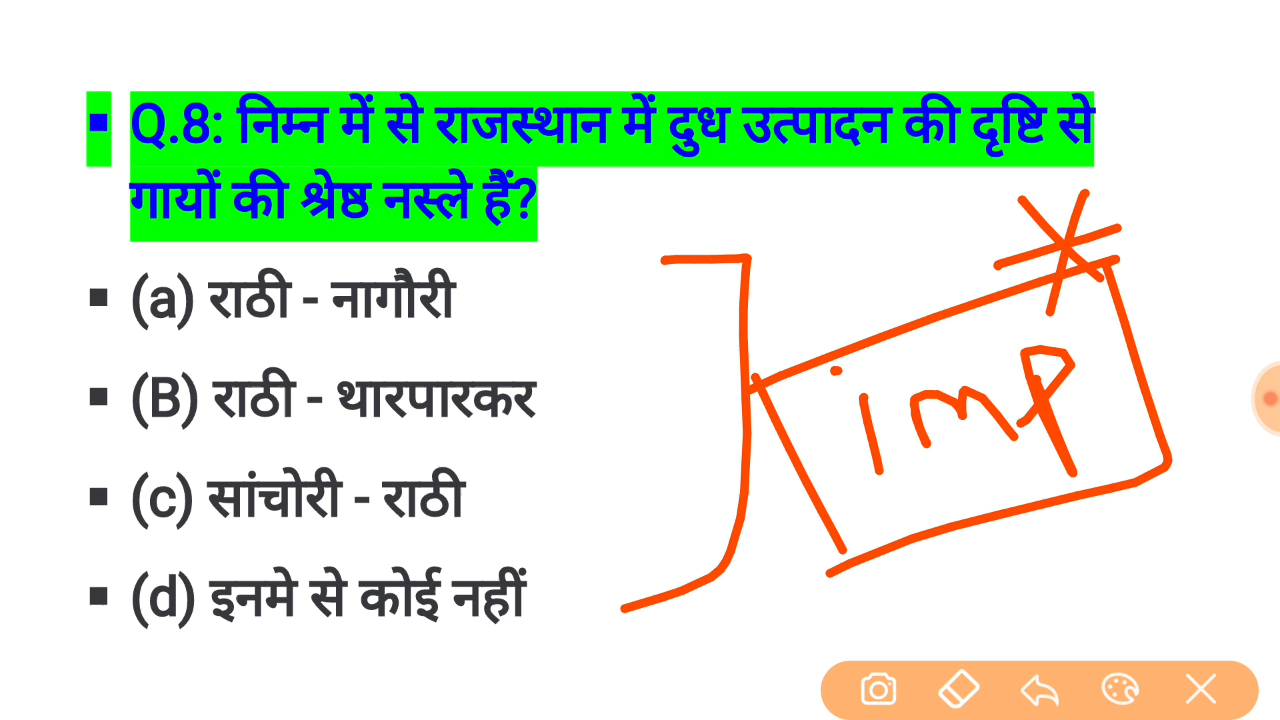 Q.8: निम्न में से राजस्थान में दुध उत्पादन की दृष्टि से
गायों की श्रेष्ठ नस्ले हैं?
(a) राठी - नागौरी
(B) राठी - थारपारकर
(c) सांचोरी - राठी
(d) इनमे से कोई नहीं
imp